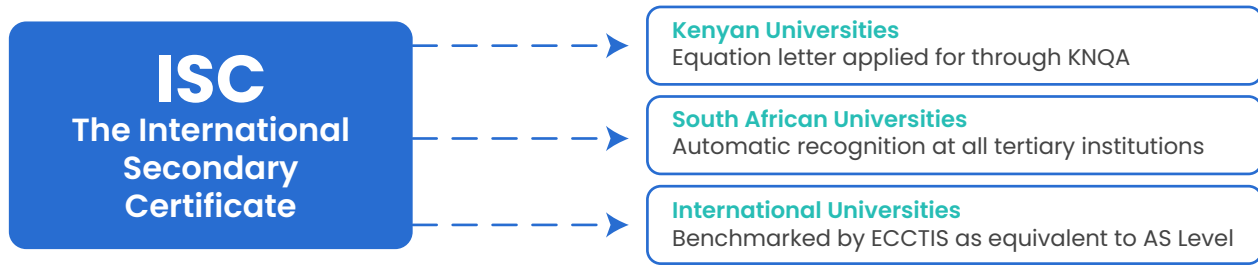 ISC
The International
Secondary
Certificate
Kenyan Universities
Equation letter applied for through KNQA
South African Universities
Automatic recognition at all tertiary institutions
International Universities
Benchmarked by ECCTIS as equivalent to AS Level